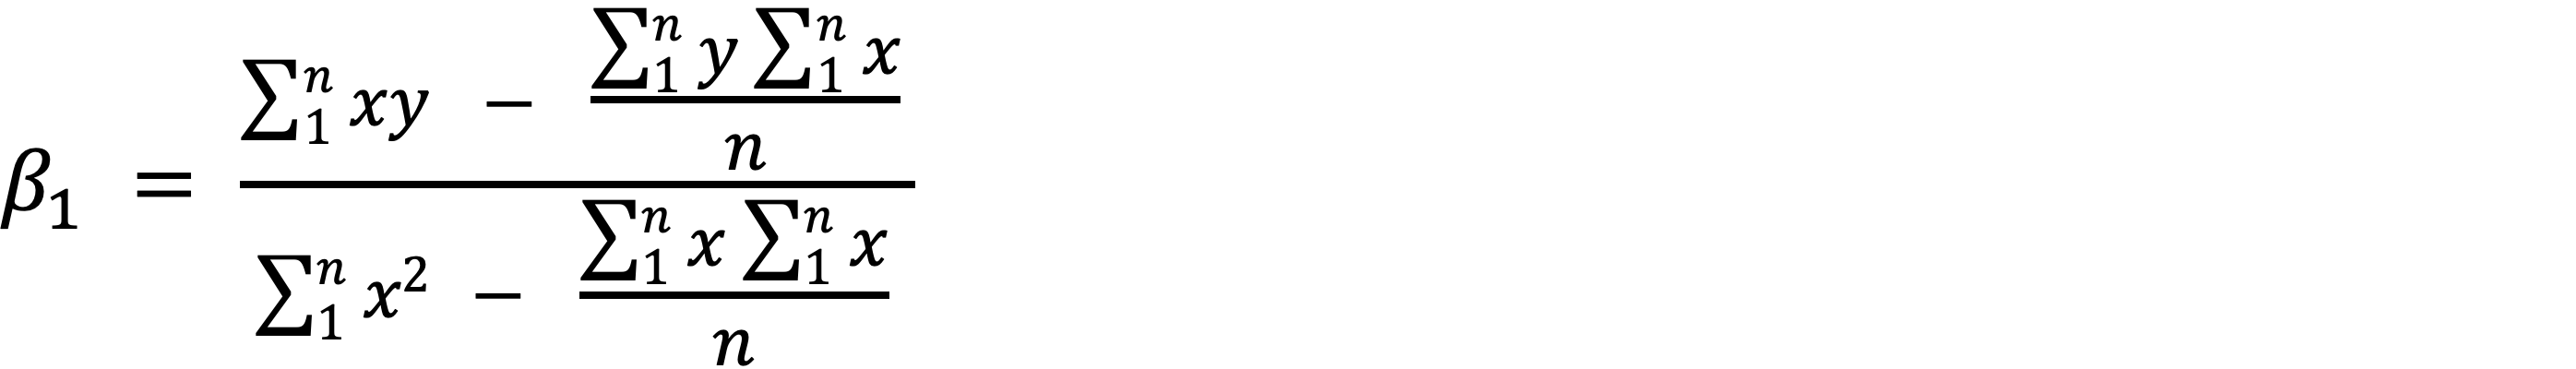 β₁ = (∑₁ⁿ xy − (∑₁ⁿ y ∑₁ⁿ x) / n) / (∑₁ⁿ x² − (∑₁ⁿ x ∑₁ⁿ x) / n)